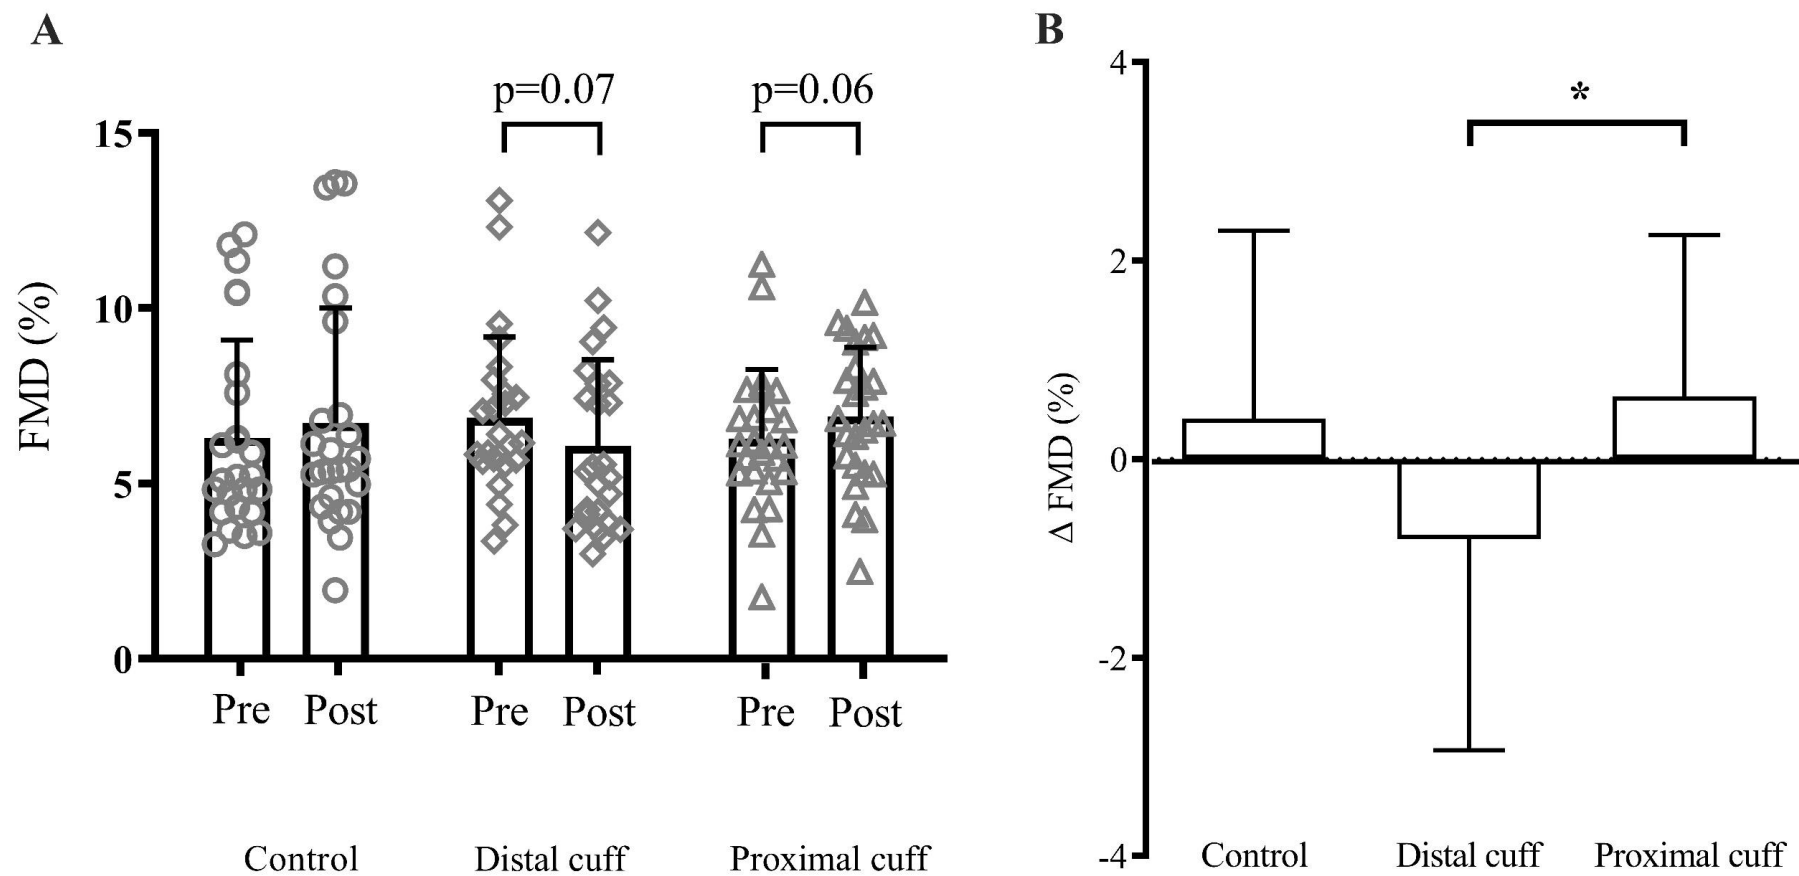 A
p=0.07
p=0.06
15
10
5
0
FMD (%)
Pre
Post
Pre
Post
Pre
Post
Control
Distal cuff
Proximal cuff
B
*
4
2
0
-2
-4
Δ FMD (%)
Control
Distal cuff
Proximal cuff